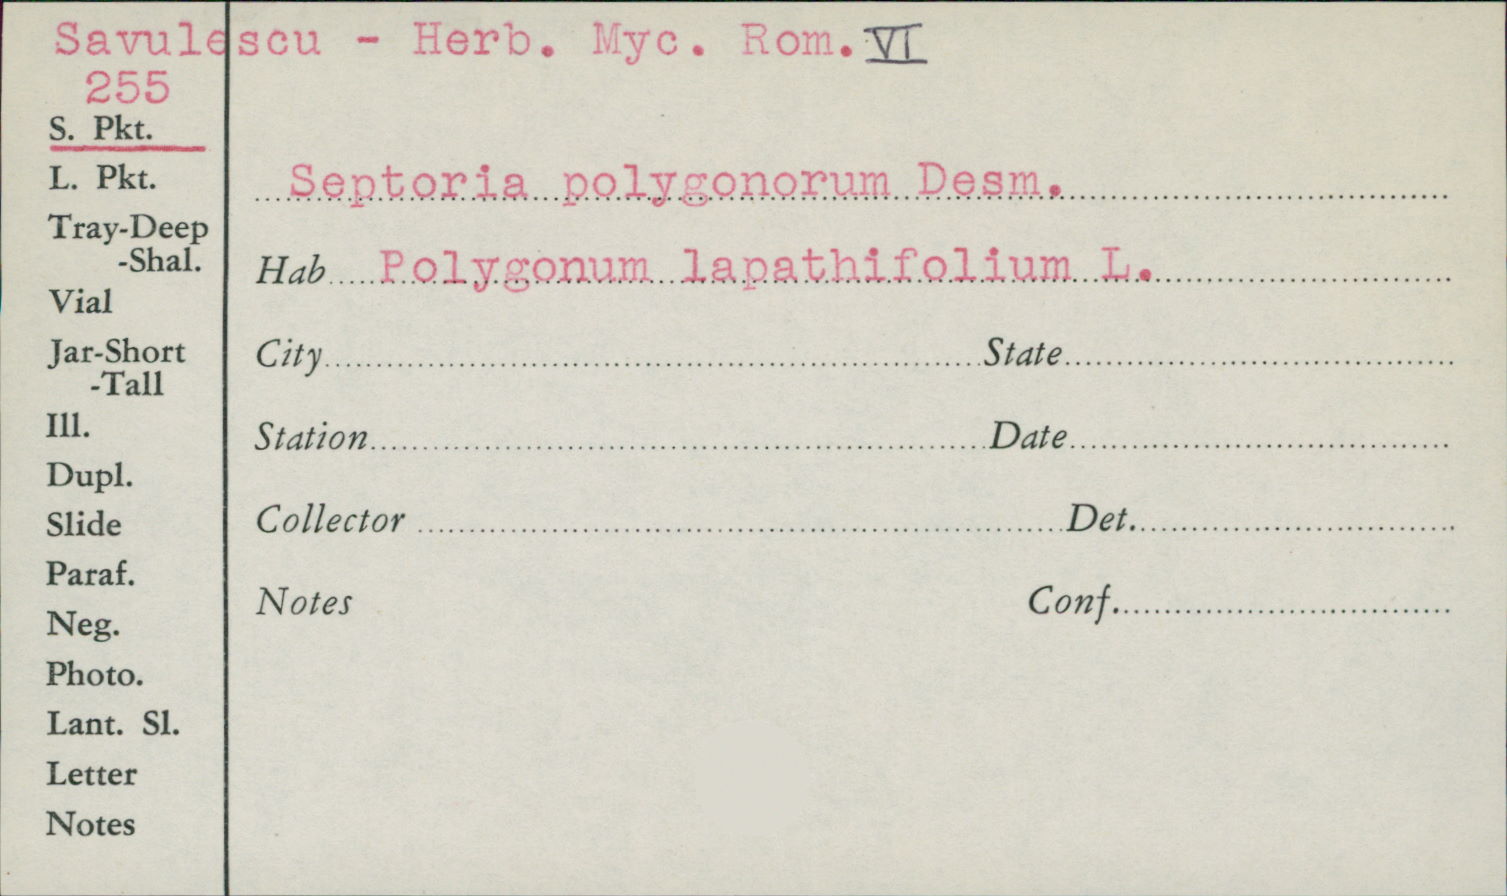 Savulescu - Herb. Myc. Rom. VI
255
S. Pkt.
L. Pkt.
Tray-Deep
-Shal.
Vial
Jar-Short
-Tall
Ill.
Dupl.
Slide
Paraf.
Neg.
Photo.
Lant. Sl.
Letter
Notes
Septoria polygonorum Desm.
Hab Polygonum lapathifolium L.
City State
Station Date
Collector Det.
Notes Conf.